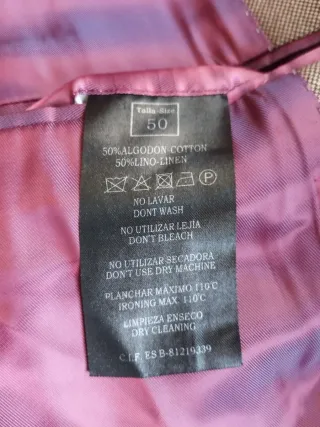 Talla-Size
50
50%ALGODON-COTTON
50%LINO-LINEN
P
NO LAVAR
DONT WASH
NO UTILIZAR LEJIA
DON'T BLEACH
NO UTILIZAR SECADORA
DON'T USE DRY MACHINE
PLANCHAR MÁXIMO 110°C
IRONING MAX. 110°C
LIMPIEZA ENSECO
DRY CLEANING
C.I.F. ES B-81219339